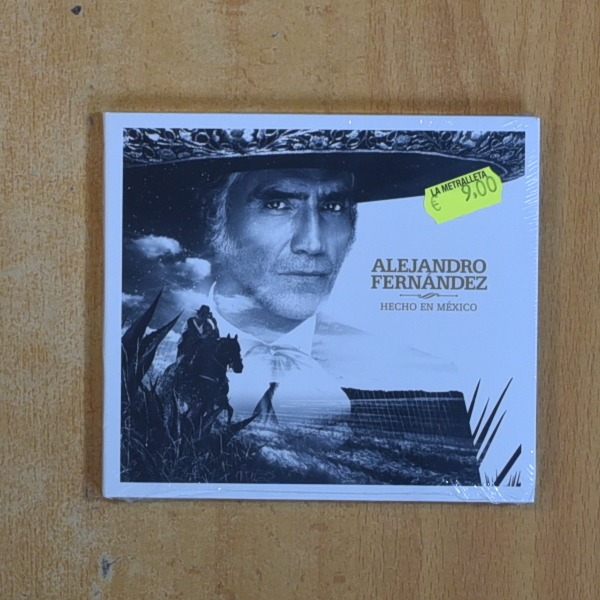 LA METRALLETA
€ 9,00
ALEJANDRO
FERNÁNDEZ
HECHO EN MÉXICO